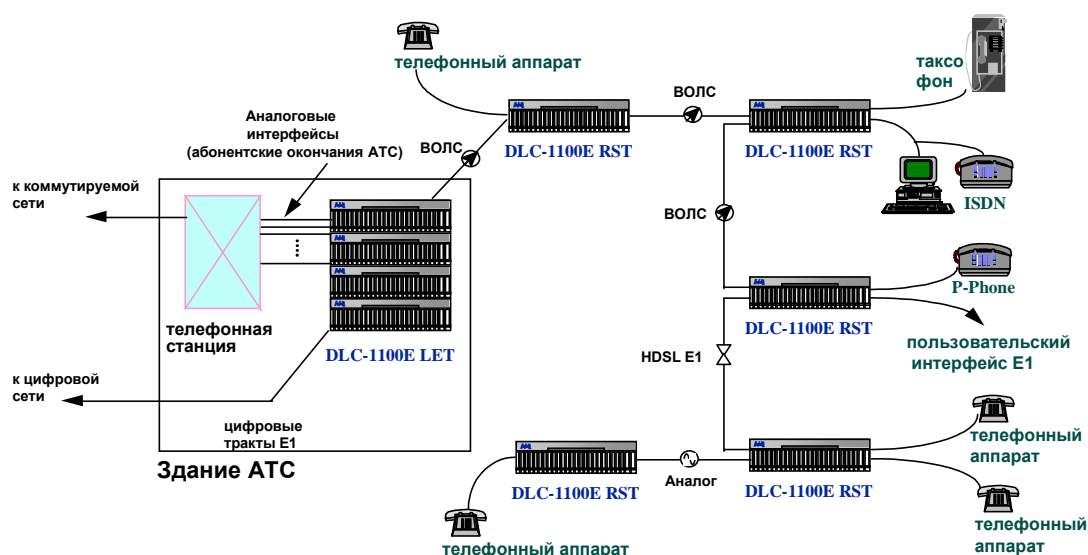 телефонный аппарат
таксо
фон
ВОЛС
Аналоговые
интерфейсы
(абонентские окончания АТС)
ВОЛС
DLC-1100E RST
DLC-1100E RST
к коммутируемой
сети
ISDN
ВОЛС
P-Phone
DLC-1100E RST
телефонная
станция
DLC-1100E LET
HDSL E1
пользовательский
интерфейс Е1
к цифровой
сети
цифровые
тракты Е1
Здание АТС
телефонный
аппарат
Аналог
DLC-1100E RST
DLC-1100E RST
телефонный
аппарат
телефонный аппарат